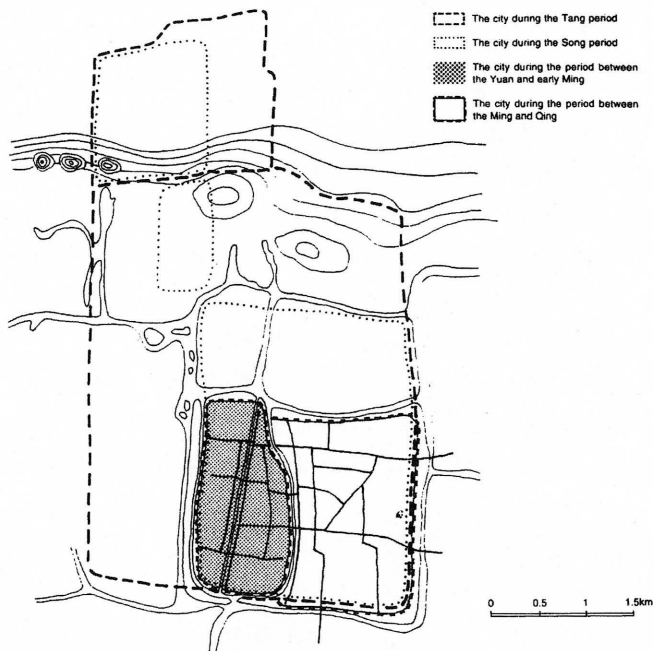 The city during the Tang period
The city during the Song period
The city during the period between
the Yuan and early Ming
The city during the period between
the Ming and Qing
0 0.5 1 1.5km